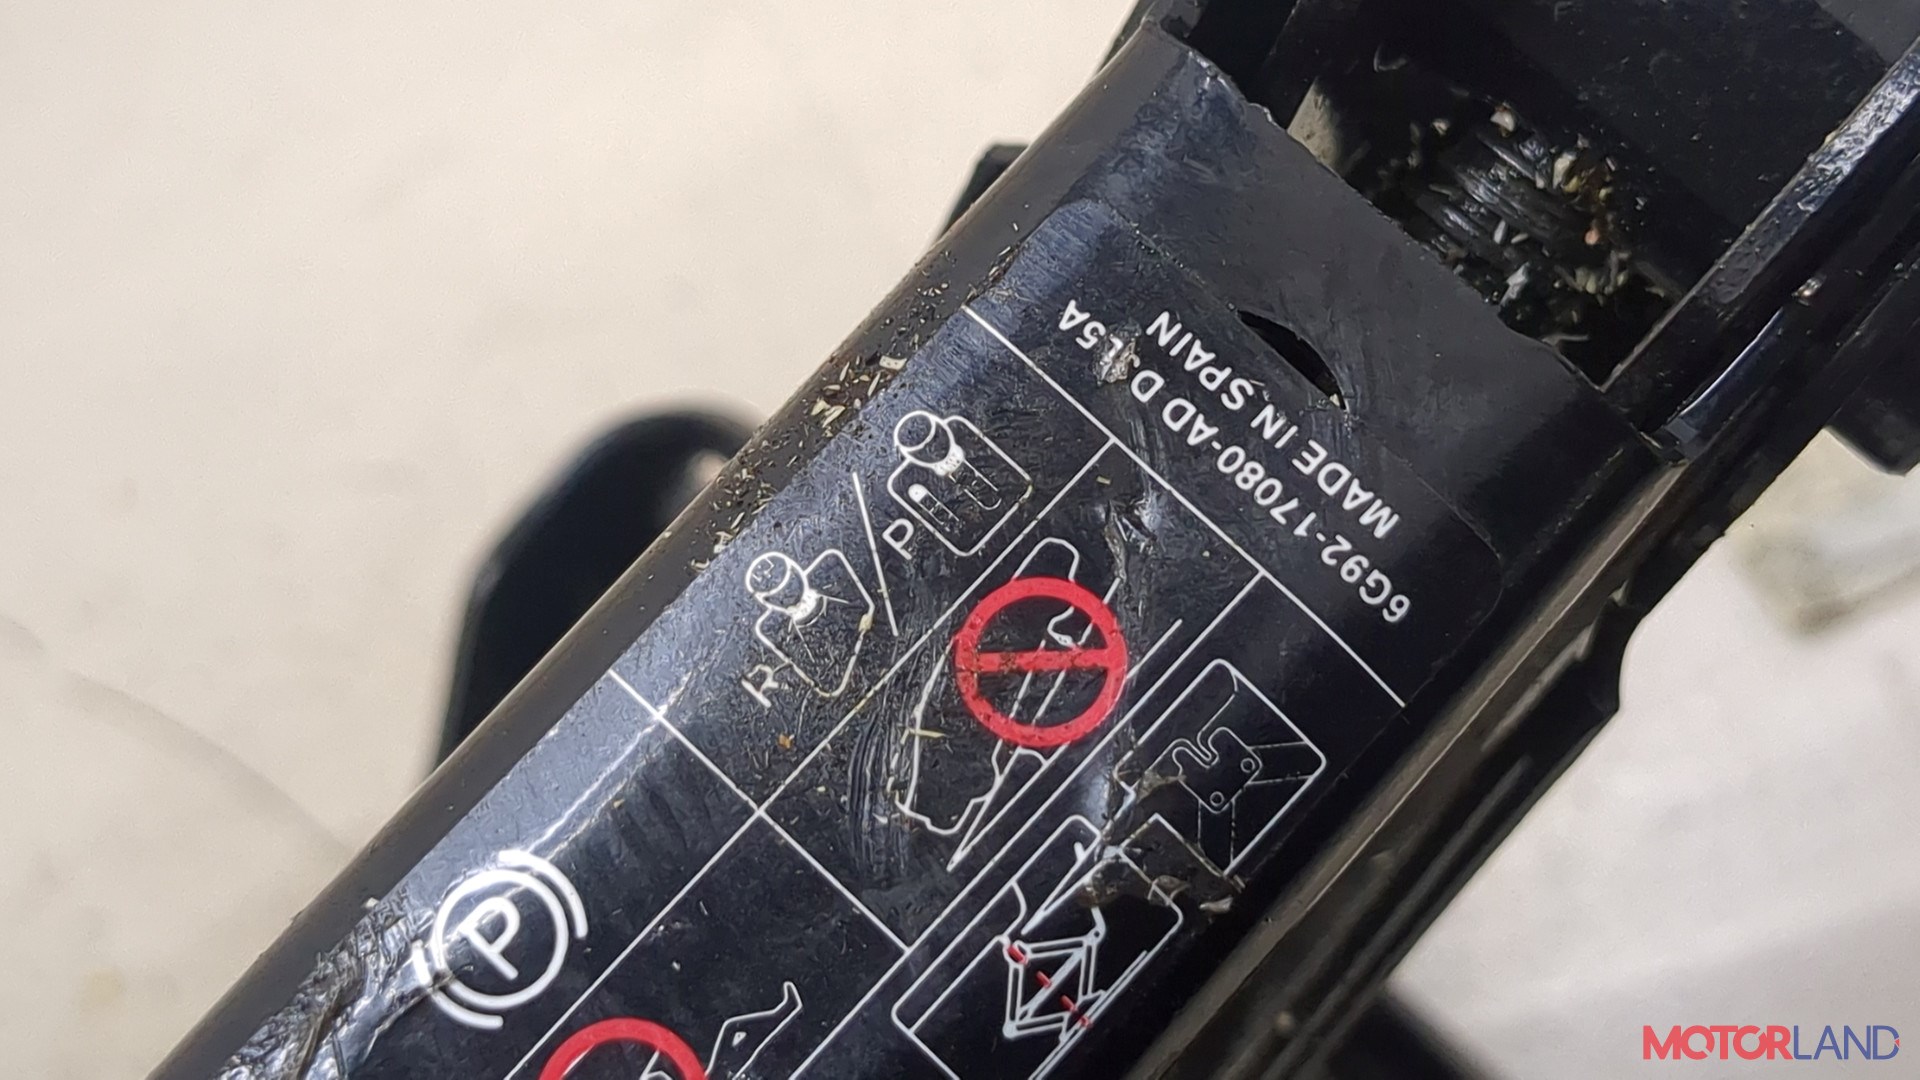 6G92-17080-AD DJL5A
MADE IN SPAIN
P
R
P
MOTORLAND